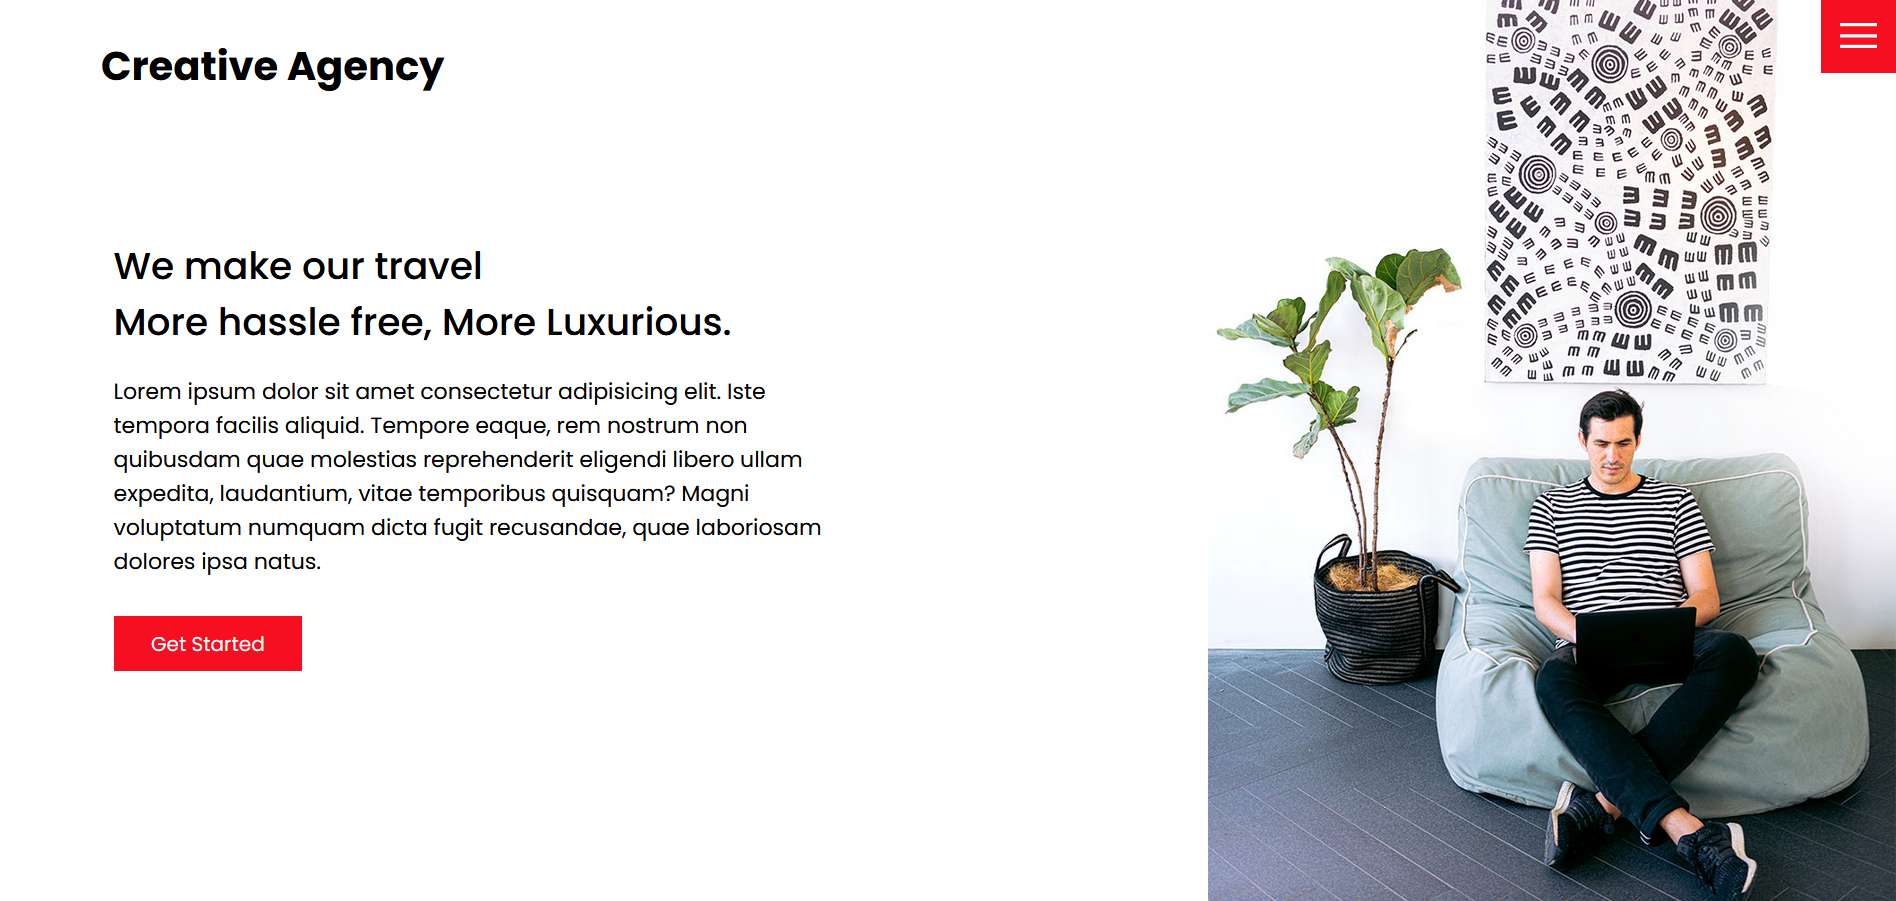 Creative Agency
We make our travel
More hassle free, More Luxurious.
Lorem ipsum dolor sit amet consectetur adipisicing elit. Iste
tempora facilis aliquid. Tempore eaque, rem nostrum non
quibusdam quae molestias reprehenderit eligendi libero ullam
expedita, laudantium, vitae temporibus quisquam? Magni
voluptatum numquam dicta fugit recusandae, quae laboriosam
dolores ipsa natus.
Get Started